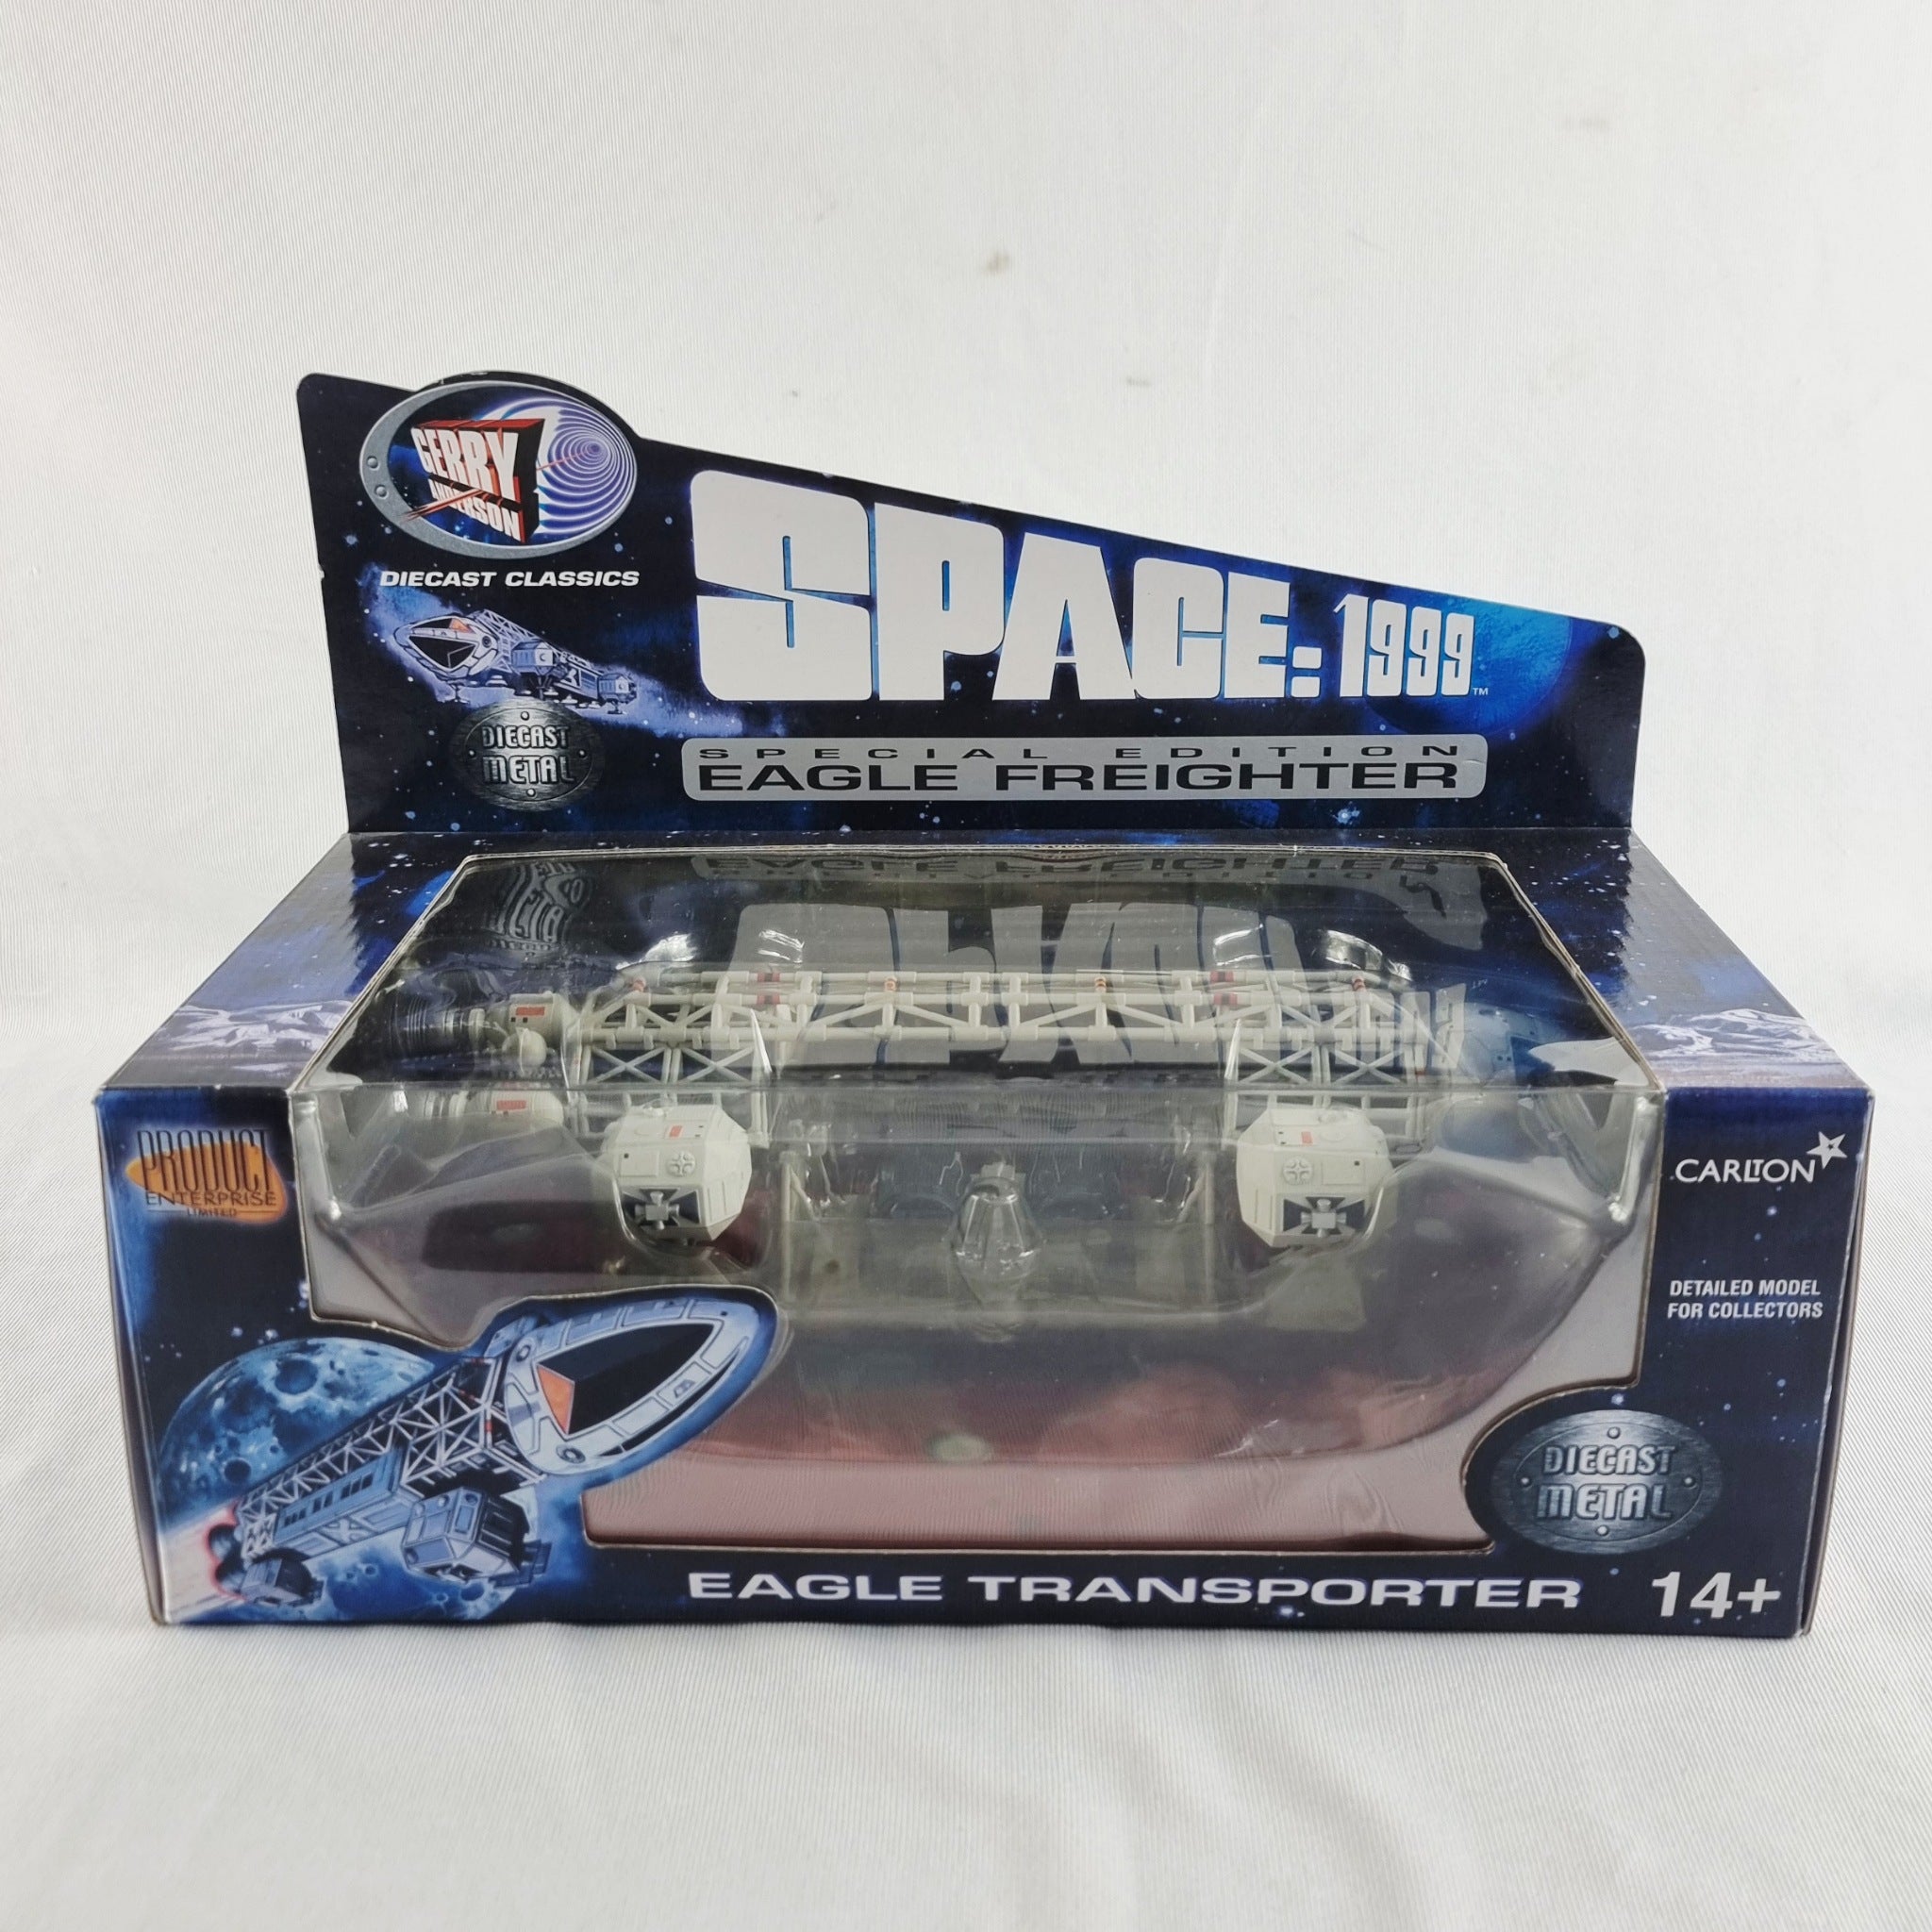 GERRY
ANDERSON
DIECAST CLASSICS
SPACE: 1999™
DIECAST
METAL
SPECIAL EDITION
EAGLE FREIGHTER
PRODUCT
ENTERPRISE
LIMITED
CARLTON
DETAILED MODEL
FOR COLLECTORS
DIECAST
METAL
EAGLE TRANSPORTER
14+